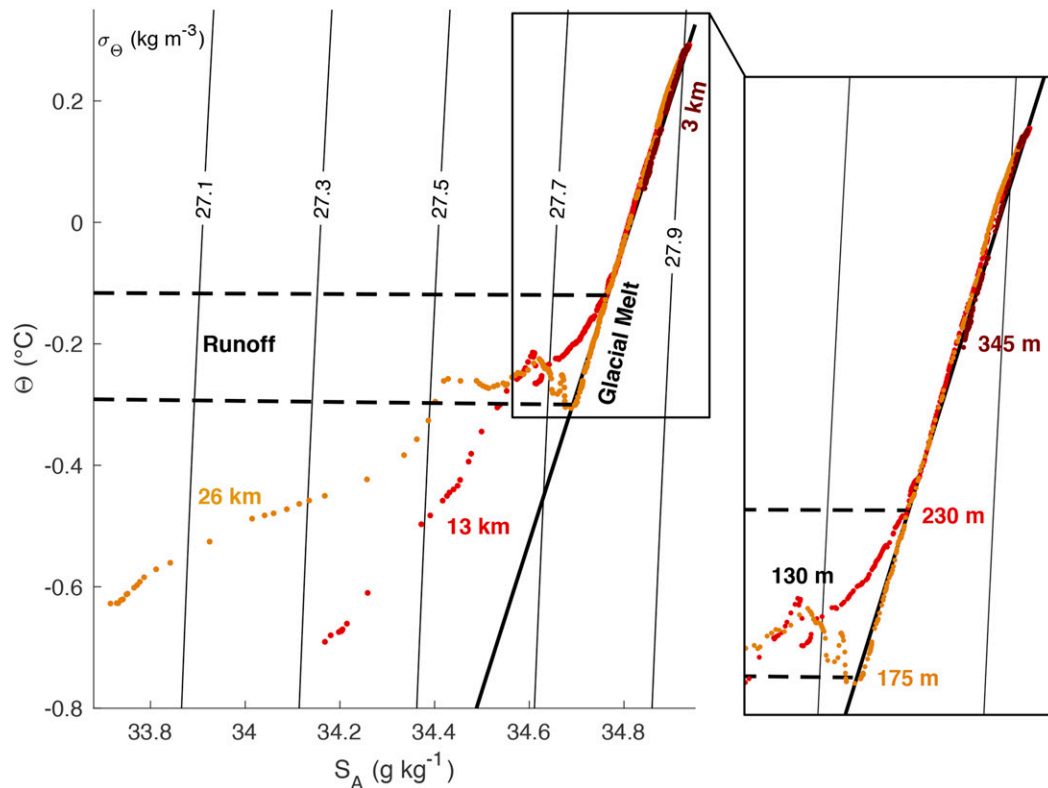 σ_Θ (kg m⁻³)
0.2
0
-0.2
-0.4
-0.6
-0.8
Θ (°C)
33.8
34
34.2
34.4
34.6
34.8
S_A (g kg⁻¹)
27.1
27.3
27.5
27.7
27.9
3 km
Runoff
Glacial Melt
26 km
13 km
345 m
230 m
130 m
175 m